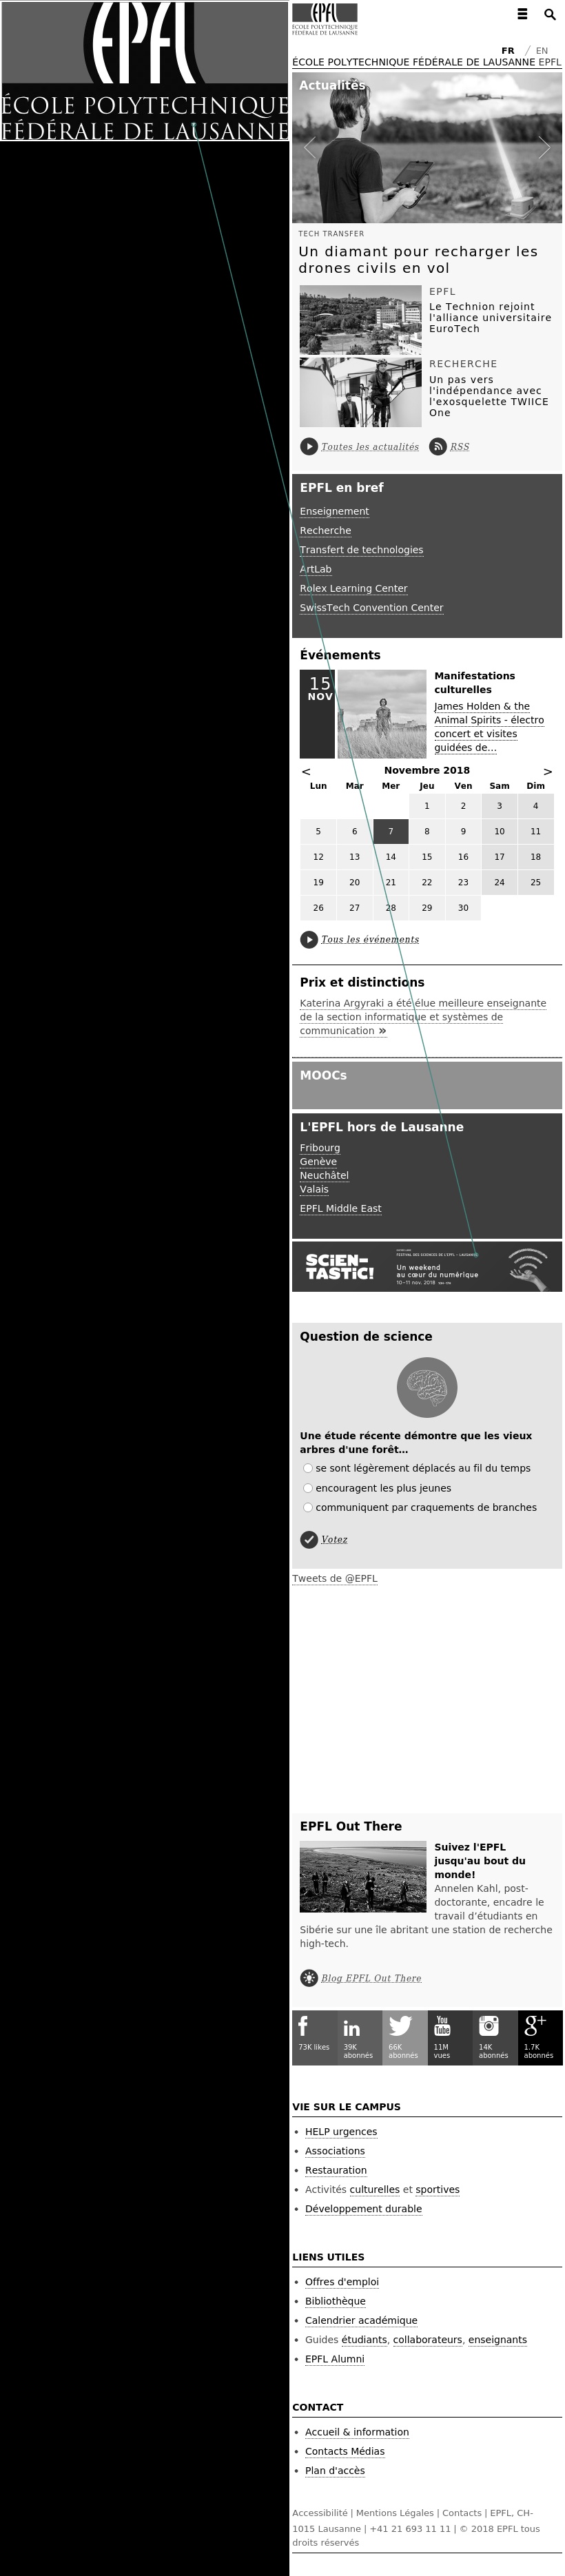 EPFL
ÉCOLE POLYTECHNIQUE
FÉDÉRALE DE LAUSANNE
EPFL
ÉCOLE POLYTECHNIQUE
FÉDÉRALE DE LAUSANNE
FR / EN
ÉCOLE POLYTECHNIQUE FÉDÉRALE DE LAUSANNE EPFL
Actualités
TECH TRANSFER
Un diamant pour recharger les
drones civils en vol
EPFL
Le Technion rejoint
l'alliance universitaire
EuroTech
RECHERCHE
Un pas vers
l'indépendance avec
l'exosquelette TWIICE
One
Toutes les actualités RSS
EPFL en bref
Enseignement
Recherche
Transfert de technologies
ArtLab
Rolex Learning Center
SwissTech Convention Center
Événements
15
NOV
Manifestations
culturelles
James Holden & the
Animal Spirits - électro
concert et visites
guidées de...
< Novembre 2018 >
Lun Mar Mer Jeu Ven Sam Dim
1 2 3 4
5 6 7 8 9 10 11
12 13 14 15 16 17 18
19 20 21 22 23 24 25
26 27 28 29 30
Tous les événements
Prix et distinctions
Katerina Argyraki a été élue meilleure enseignante
de la section informatique et systèmes de
communication »
MOOCs
L'EPFL hors de Lausanne
Fribourg
Genève
Neuchâtel
Valais
EPFL Middle East
SCIEN-
TASTIC!
FESTIVAL DES SCIENCES DE L'EPFL – LAUSANNE
Un weekend
au cœur du numérique
10–11 nov. 2018
Question de science
Une étude récente démontre que les vieux
arbres d'une forêt…
se sont légèrement déplacés au fil du temps
encouragent les plus jeunes
communiquent par craquements de branches
Votez
Tweets de @EPFL
EPFL Out There
Suivez l'EPFL
jusqu'au bout du
monde!
Annelen Kahl, post-
doctorante, encadre le
travail d’étudiants en
Sibérie sur une île abritant une station de recherche
high-tech.
Blog EPFL Out There
f in You Tube g+
73K likes 39K abonnés 66K abonnés 11M vues 14K abonnés 1.7K abonnés
VIE SUR LE CAMPUS
• HELP urgences
• Associations
• Restauration
• Activités culturelles et sportives
• Développement durable
LIENS UTILES
• Offres d'emploi
• Bibliothèque
• Calendrier académique
• Guides étudiants, collaborateurs, enseignants
• EPFL Alumni
CONTACT
• Accueil & information
• Contacts Médias
• Plan d'accès
Accessibilité | Mentions Légales | Contacts | EPFL, CH-
1015 Lausanne | +41 21 693 11 11 | © 2018 EPFL tous
droits réservés